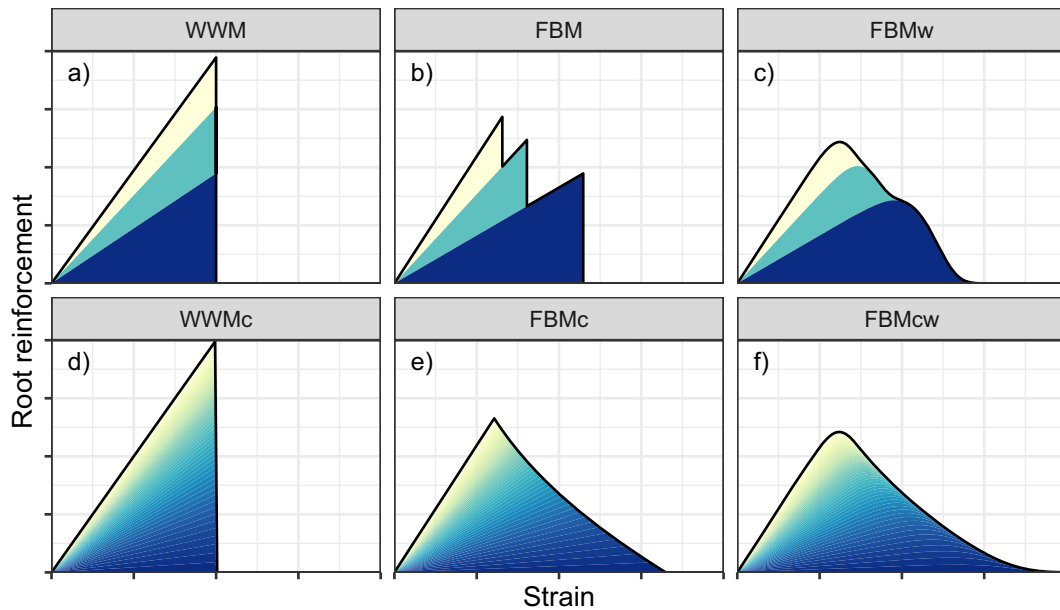 WWM
FBM
FBMw
a)
b)
c)
WWMc
FBMc
FBMcw
d)
e)
f)
Root reinforcement
Strain